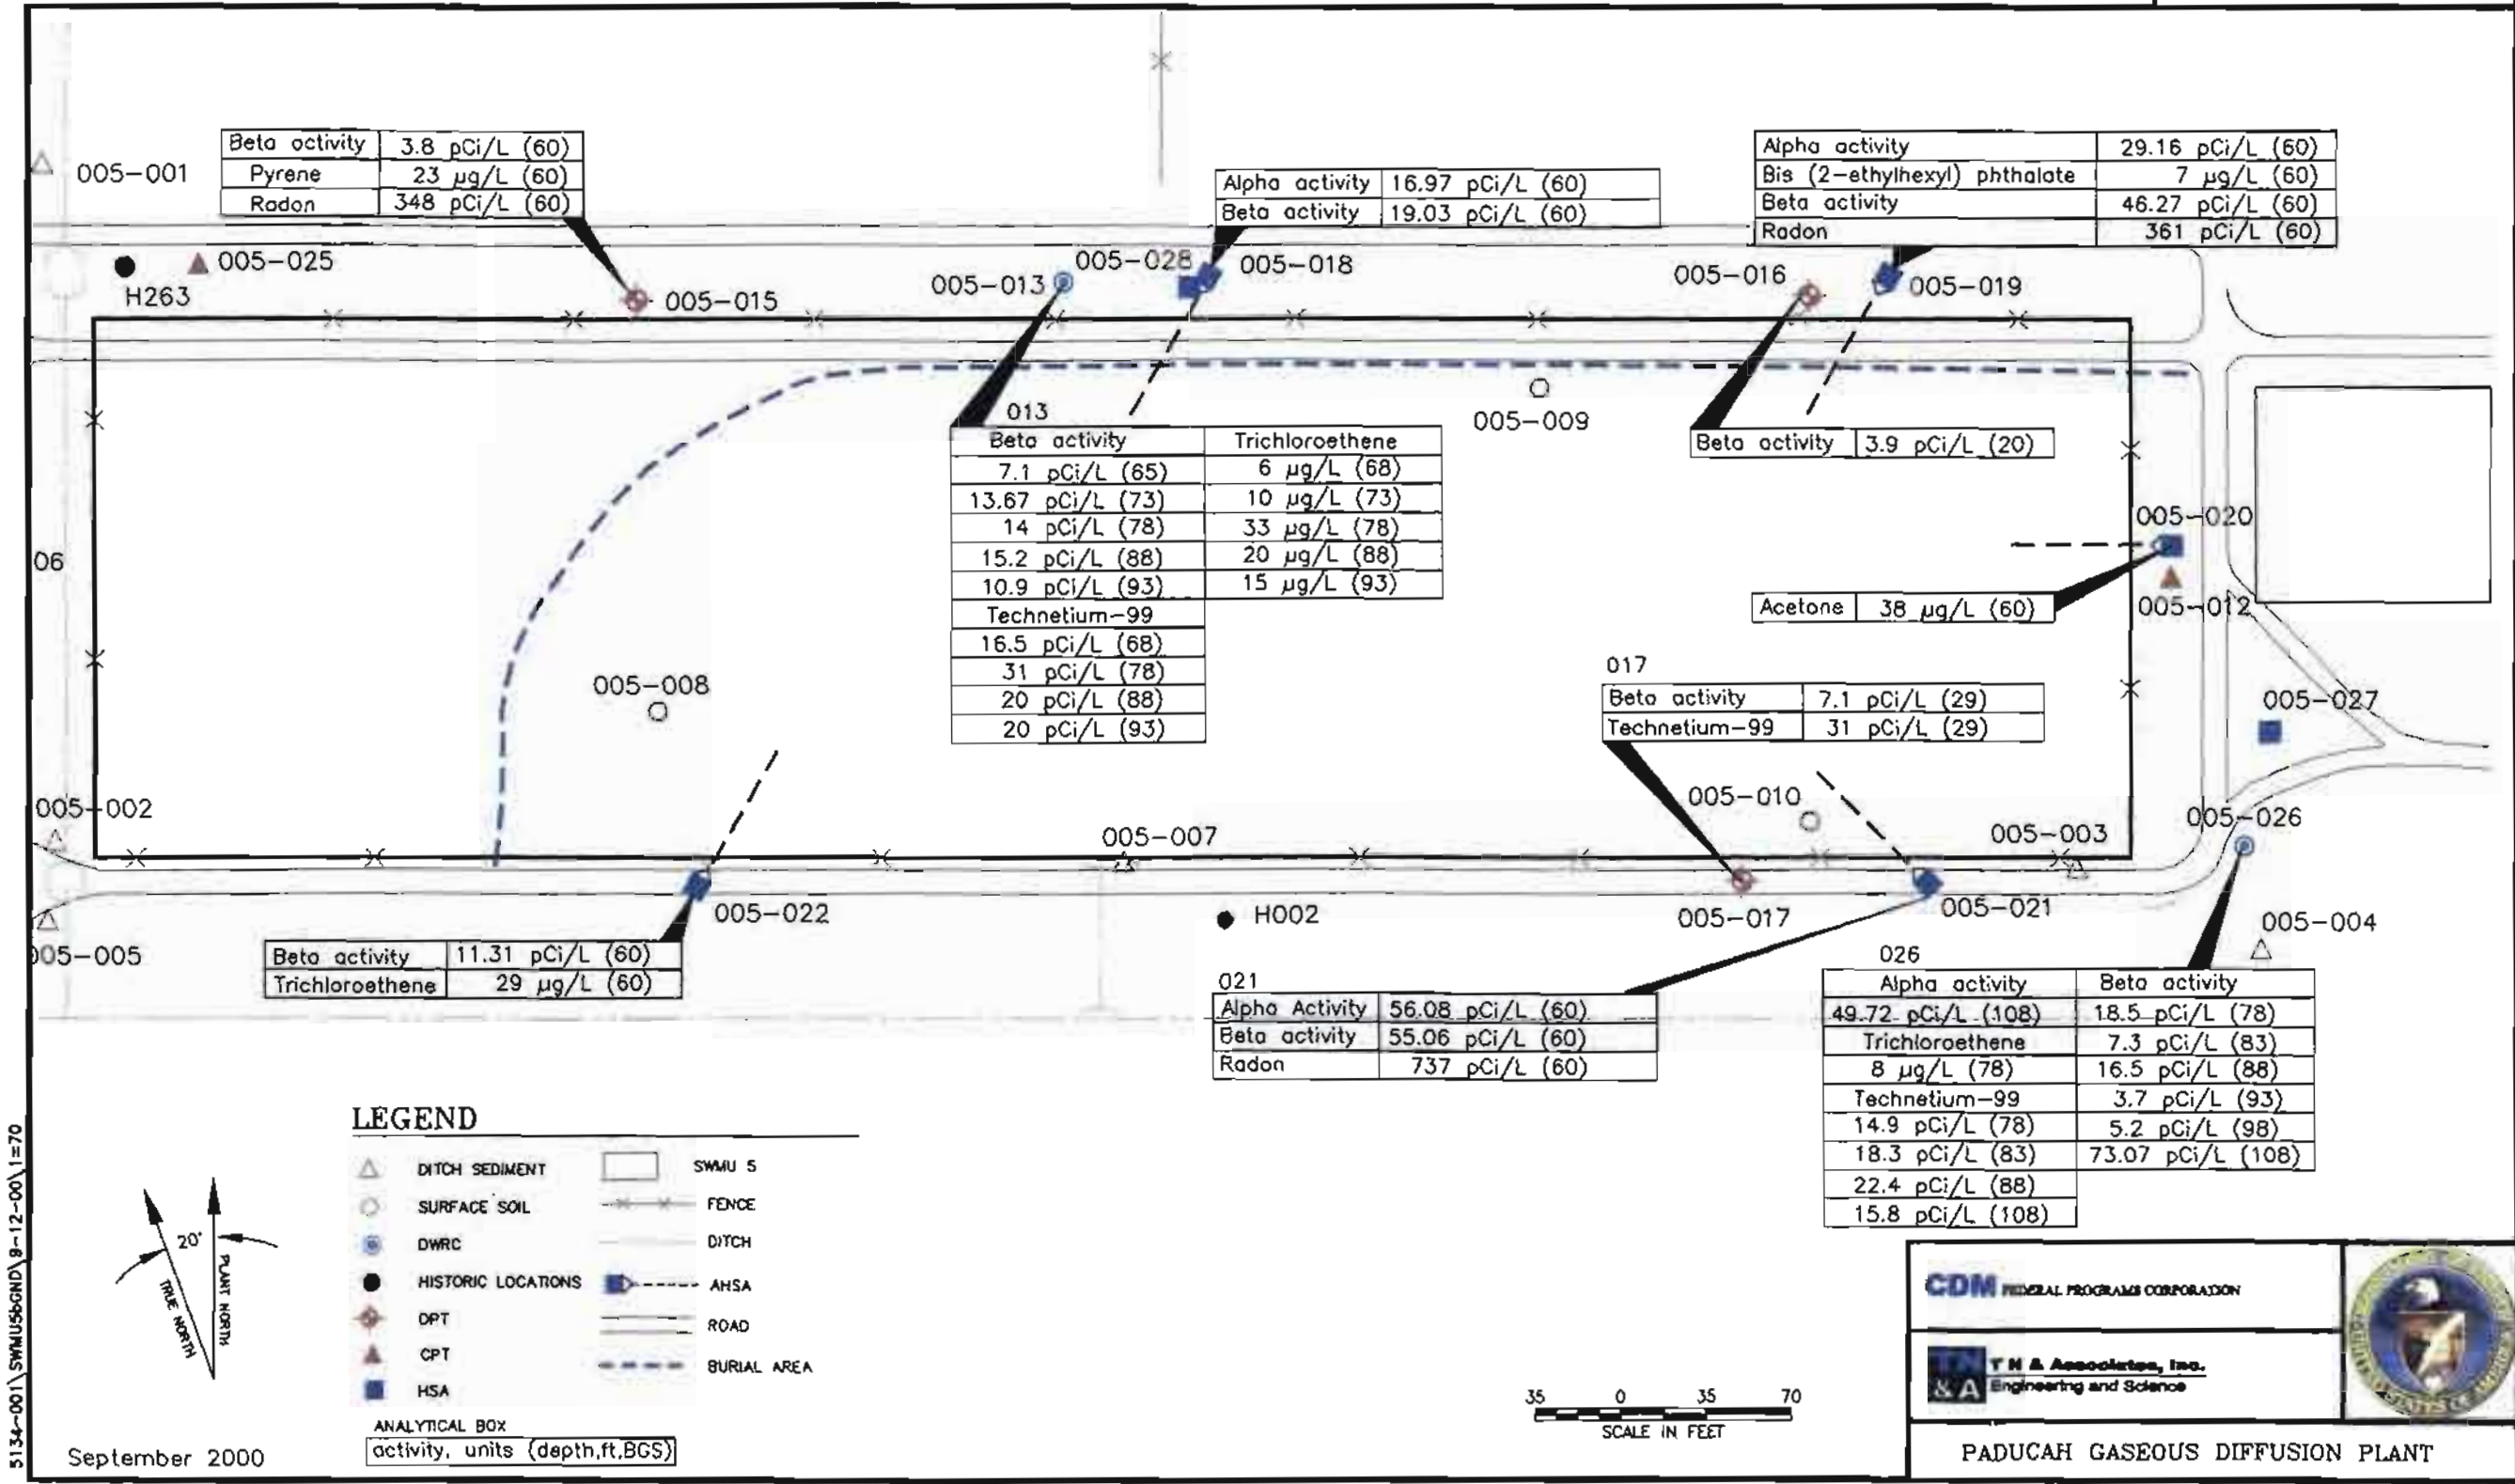 005-001
Beta activity 3.8 pCi/L (60)
Pyrene 23 µg/L (60)
Radon 348 pCi/L (60)
Alpha activity 16.97 pCi/L (60)
Beta activity 19.03 pCi/L (60)
Alpha activity 29.16 pCi/L (60)
Bis (2-ethylhexyl) phthalate 7 µg/L (60)
Beta activity 46.27 pCi/L (60)
Radon 361 pCi/L (60)
H263
005-025
005-015
005-013
005-028
005-018
005-016
005-019
013
Beta activity Trichloroethene
7.1 pCi/L (65) 6 µg/L (68)
13.67 pCi/L (73) 10 µg/L (73)
14 pCi/L (78) 33 µg/L (78)
15.2 pCi/L (88) 20 µg/L (88)
10.9 pCi/L (93) 15 µg/L (93)
Technetium-99
16.5 pCi/L (68)
31 pCi/L (78)
20 pCi/L (88)
20 pCi/L (93)
005-009
Beta activity 3.9 pCi/L (20)
06
005-020
Acetone 38 µg/L (60)
005-012
005-008
017
Beta activity 7.1 pCi/L (29)
Technetium-99 31 pCi/L (29)
005-027
005-002
005-007
005-010
005-003
005-026
005-005
005-022
H002
005-017
005-021
005-004
Beta activity 11.31 pCi/L (60)
Trichloroethene 29 µg/L (60)
021
Alpha Activity 56.08 pCi/L (60)
Beta activity 55.06 pCi/L (60)
Radon 737 pCi/L (60)
026
Alpha activity Beta activity
49.72 pCi/L (108) 18.5 pCi/L (78)
Trichloroethene 7.3 pCi/L (83)
8 µg/L (78) 16.5 pCi/L (88)
Technetium-99 3.7 pCi/L (93)
14.9 pCi/L (78) 5.2 pCi/L (98)
18.3 pCi/L (83) 73.07 pCi/L (108)
22.4 pCi/L (88)
15.8 pCi/L (108)
LEGEND
DITCH SEDIMENT SWMU 5
SURFACE SOIL FENCE
DWRC DITCH
HISTORIC LOCATIONS AHSA
DPT ROAD
CPT BURIAL AREA
HSA
ANALYTICAL BOX
activity, units (depth,ft,BGS)
20°
TRUE NORTH
PLANT NORTH
September 2000
5134-001\SWMU5bGND\9-12-00\1=70
35 0 35 70
SCALE IN FEET
CDM FEDERAL PROGRAMS CORPORATION
TN & A
T N & Associates, Inc.
Engineering and Science
PADUCAH GASEOUS DIFFUSION PLANT